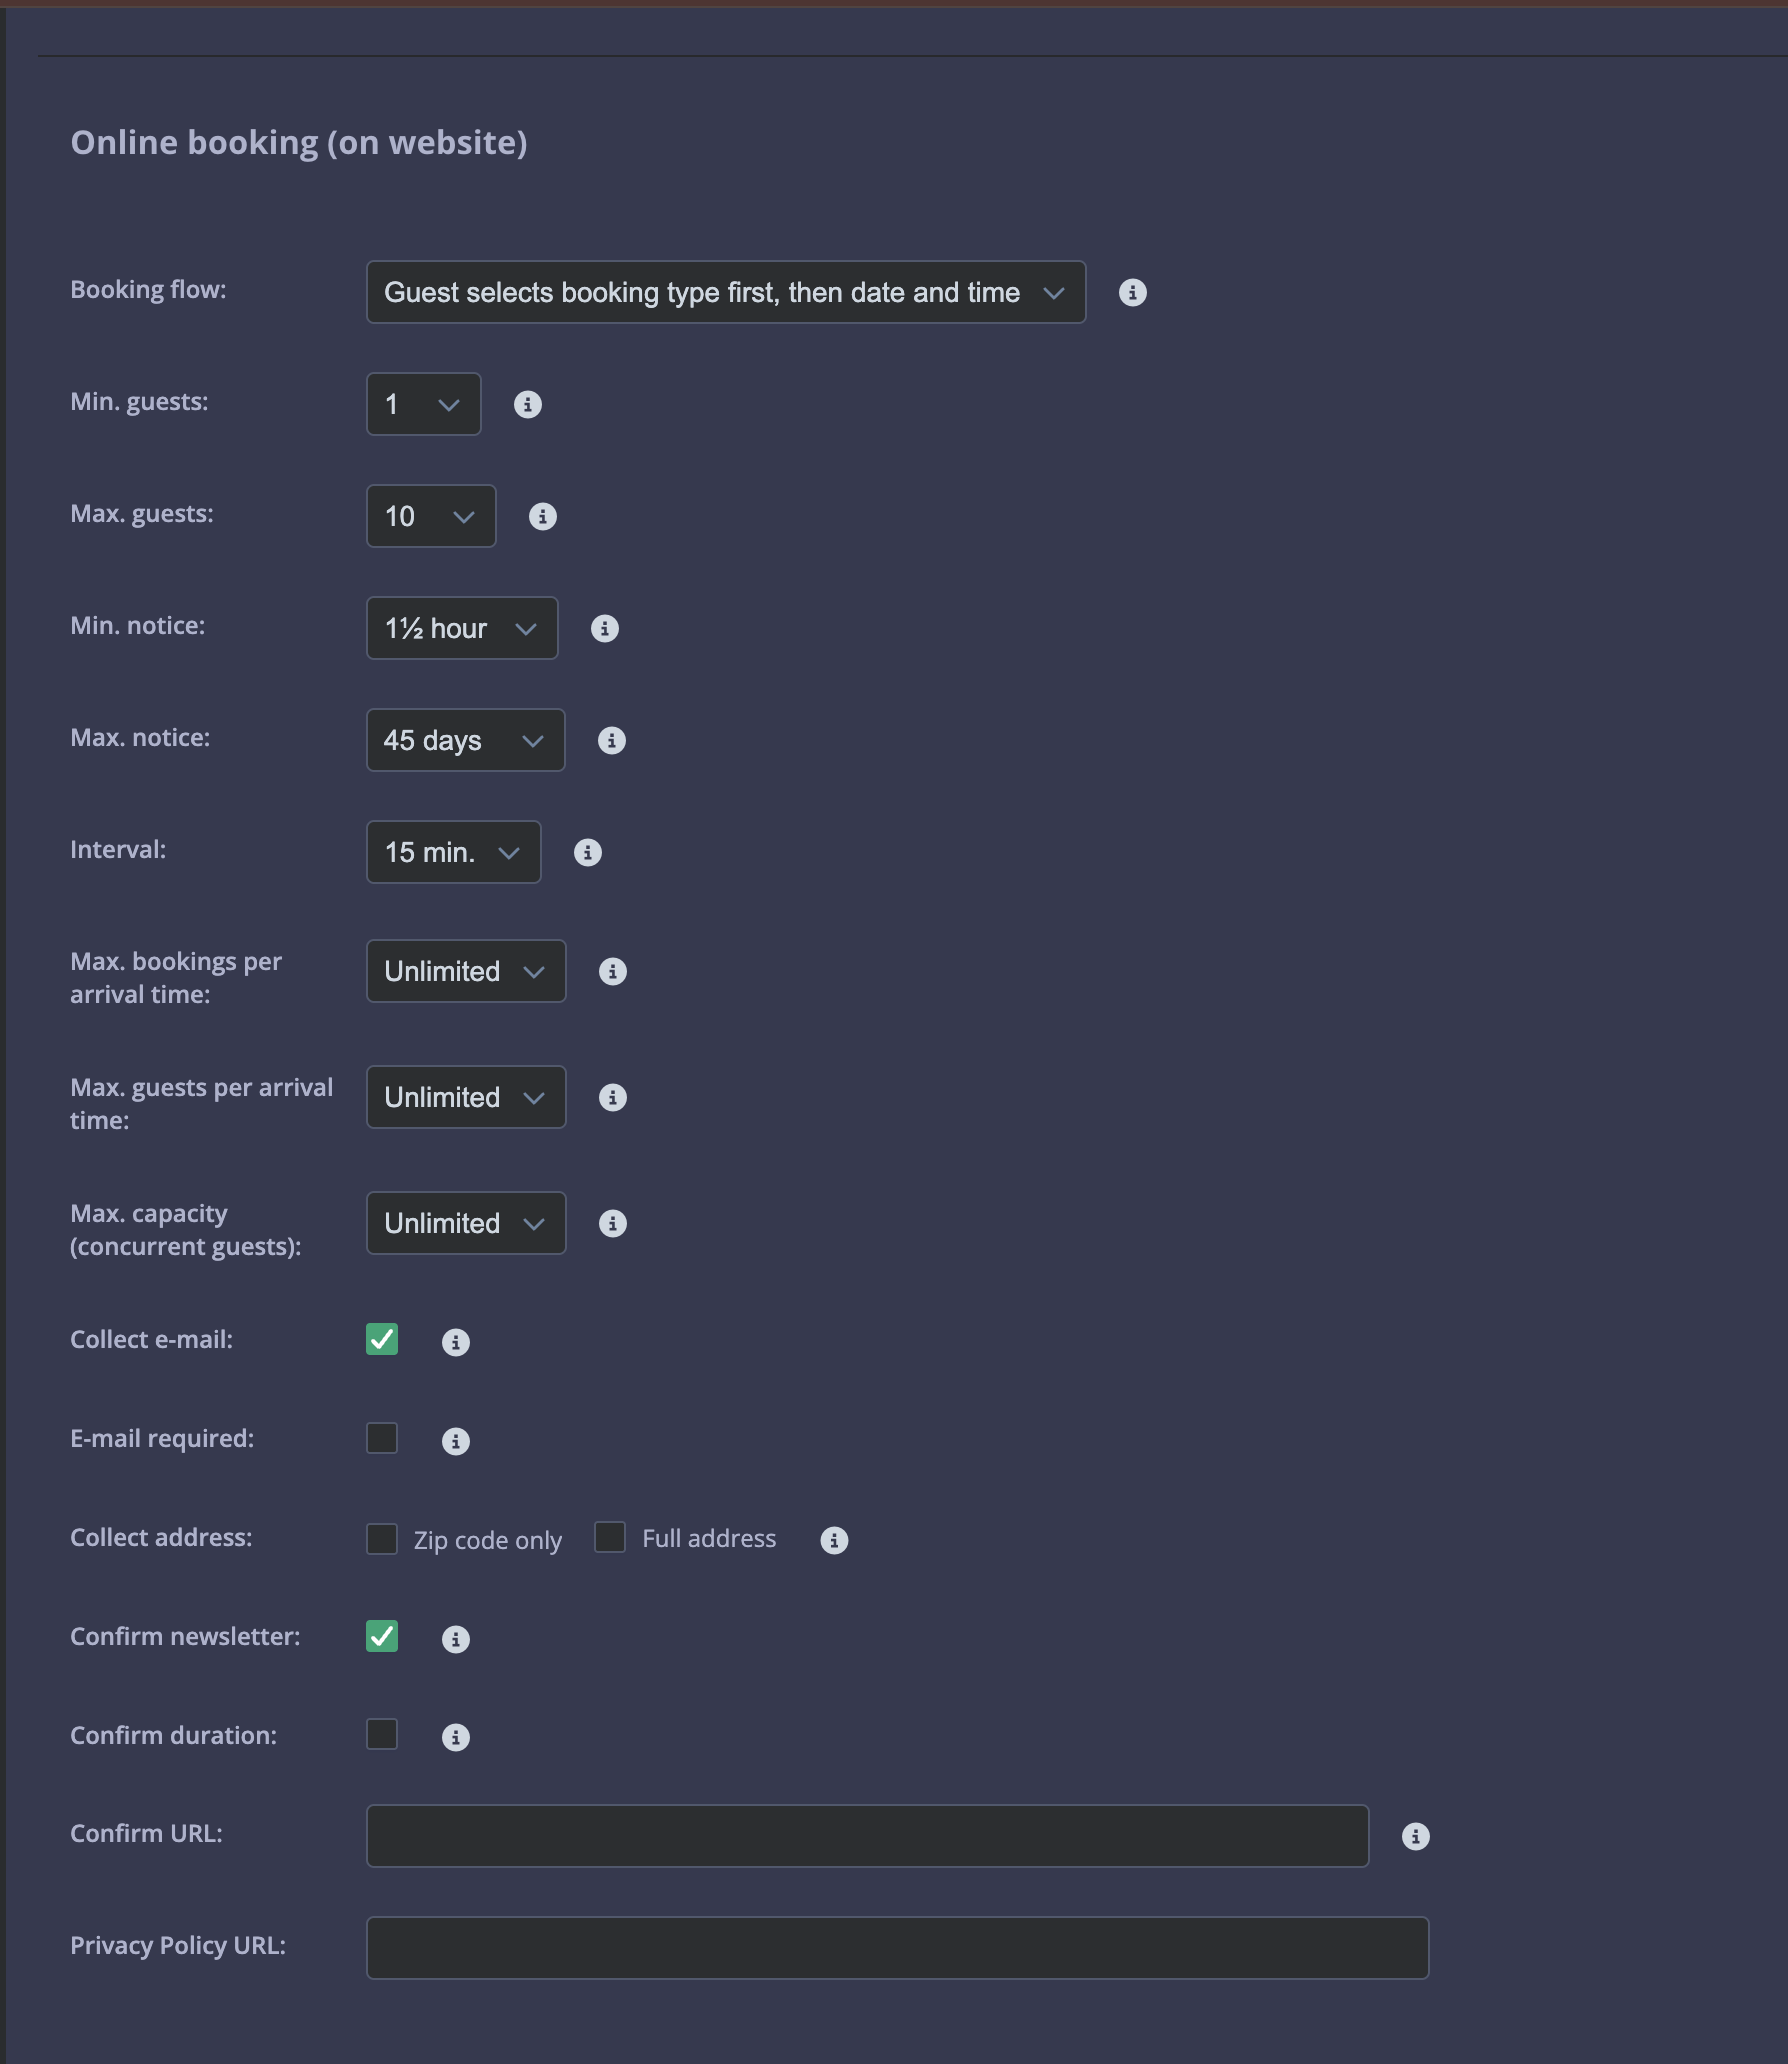 Online booking (on website)
Booking flow:
Guest selects booking type first, then date and time
Min. guests:
1
Max. guests:
10
Min. notice:
1½ hour
Max. notice:
45 days
Interval:
15 min.
Max. bookings per
arrival time:
Unlimited
Max. guests per arrival
time:
Unlimited
Max. capacity
(concurrent guests):
Unlimited
Collect e-mail:
E-mail required:
Collect address:
Zip code only
Full address
Confirm newsletter:
Confirm duration:
Confirm URL:
Privacy Policy URL: